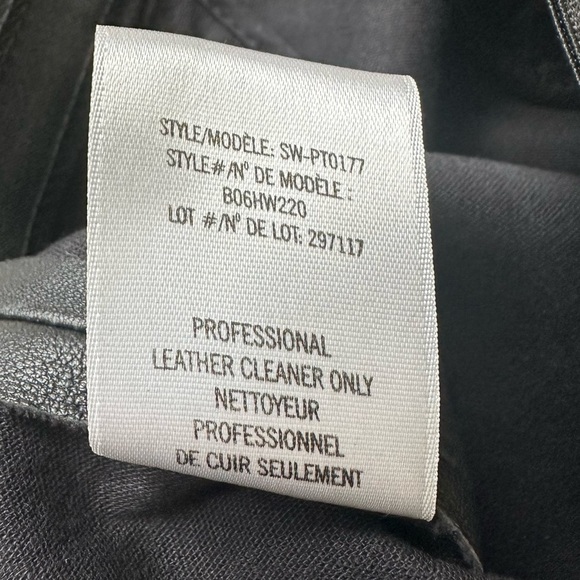 STYLE/MODÈLE: SW-PT0177
STYLE#/Nº DE MODÈLE :
B06HW220
LOT #/Nº DE LOT: 297117
PROFESSIONAL
LEATHER CLEANER ONLY
NETTOYEUR
PROFESSIONNEL
DE CUIR SEULEMENT